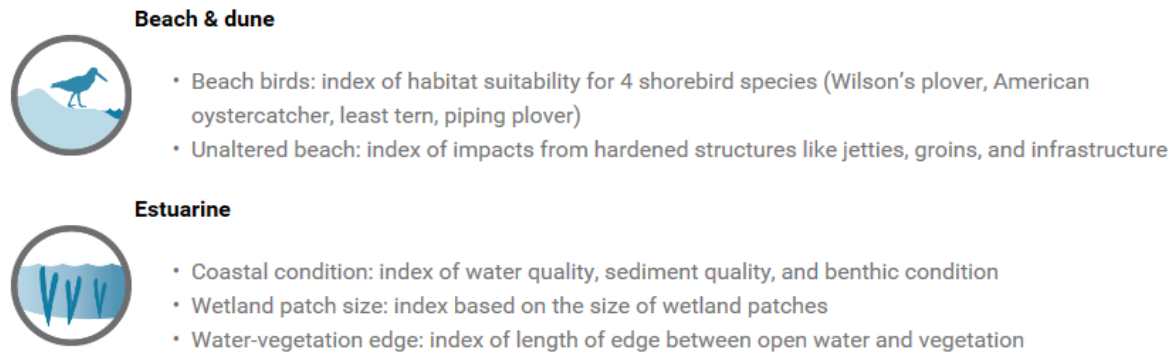 Beach & dune
• Beach birds: index of habitat suitability for 4 shorebird species (Wilson’s plover, American
oystercatcher, least tern, piping plover)
• Unaltered beach: index of impacts from hardened structures like jetties, groins, and infrastructure
Estuarine
• Coastal condition: index of water quality, sediment quality, and benthic condition
• Wetland patch size: index based on the size of wetland patches
• Water-vegetation edge: index of length of edge between open water and vegetation